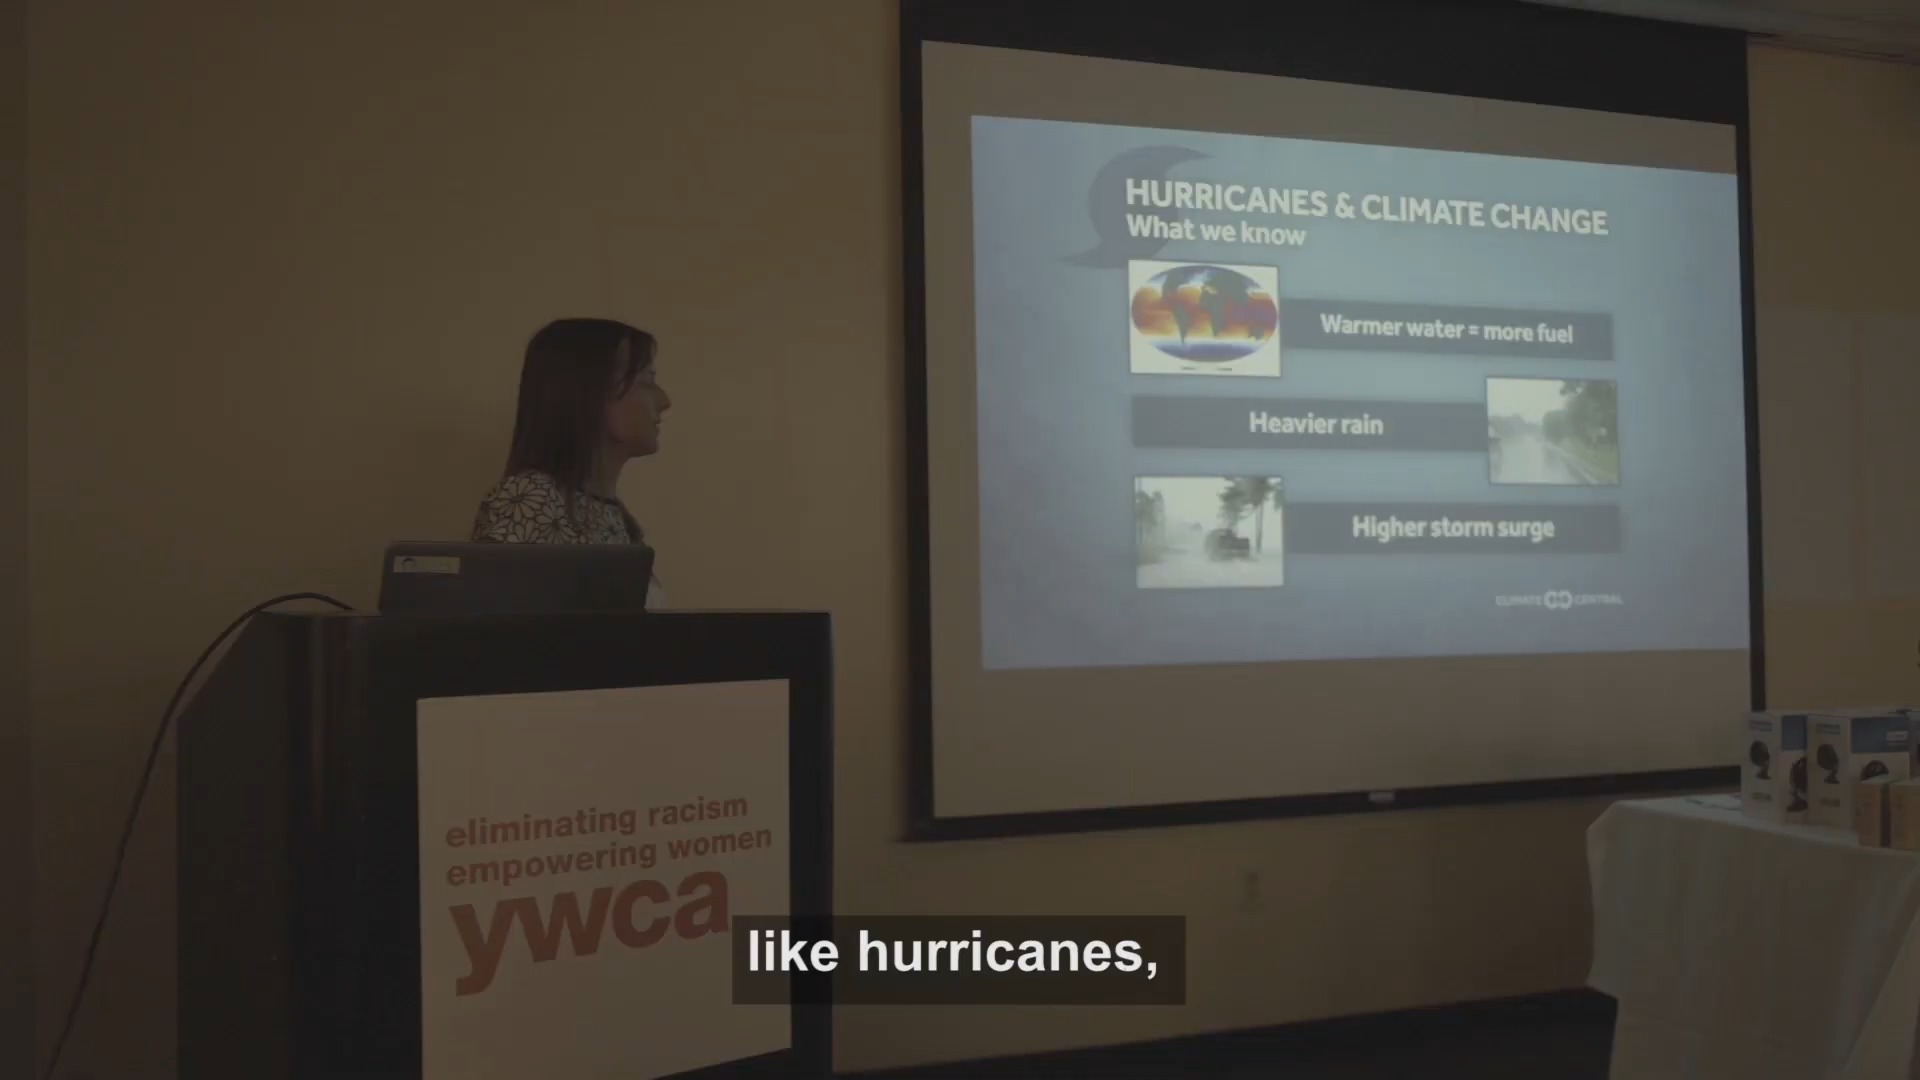 HURRICANES & CLIMATE CHANGE
What we know
Warmer water = more fuel
Heavier rain
Higher storm surge
CLIMATE CENTRAL
eliminating racism
empowering women
ywca
like hurricanes,